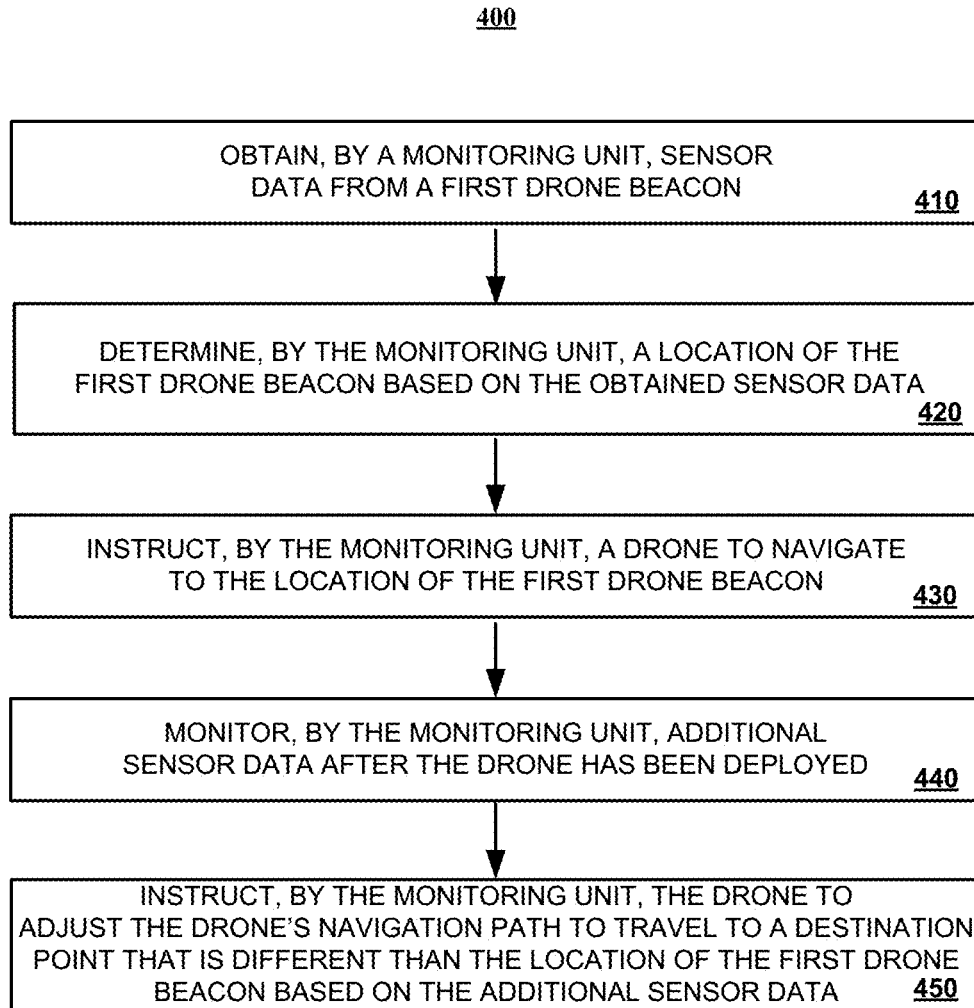 400
OBTAIN, BY A MONITORING UNIT, SENSOR
DATA FROM A FIRST DRONE BEACON
410
DETERMINE, BY THE MONITORING UNIT, A LOCATION OF THE
FIRST DRONE BEACON BASED ON THE OBTAINED SENSOR DATA
420
INSTRUCT, BY THE MONITORING UNIT, A DRONE TO NAVIGATE
TO THE LOCATION OF THE FIRST DRONE BEACON
430
MONITOR, BY THE MONITORING UNIT, ADDITIONAL
SENSOR DATA AFTER THE DRONE HAS BEEN DEPLOYED
440
INSTRUCT, BY THE MONITORING UNIT, THE DRONE TO
ADJUST THE DRONE'S NAVIGATION PATH TO TRAVEL TO A DESTINATION
POINT THAT IS DIFFERENT THAN THE LOCATION OF THE FIRST DRONE
BEACON BASED ON THE ADDITIONAL SENSOR DATA
450